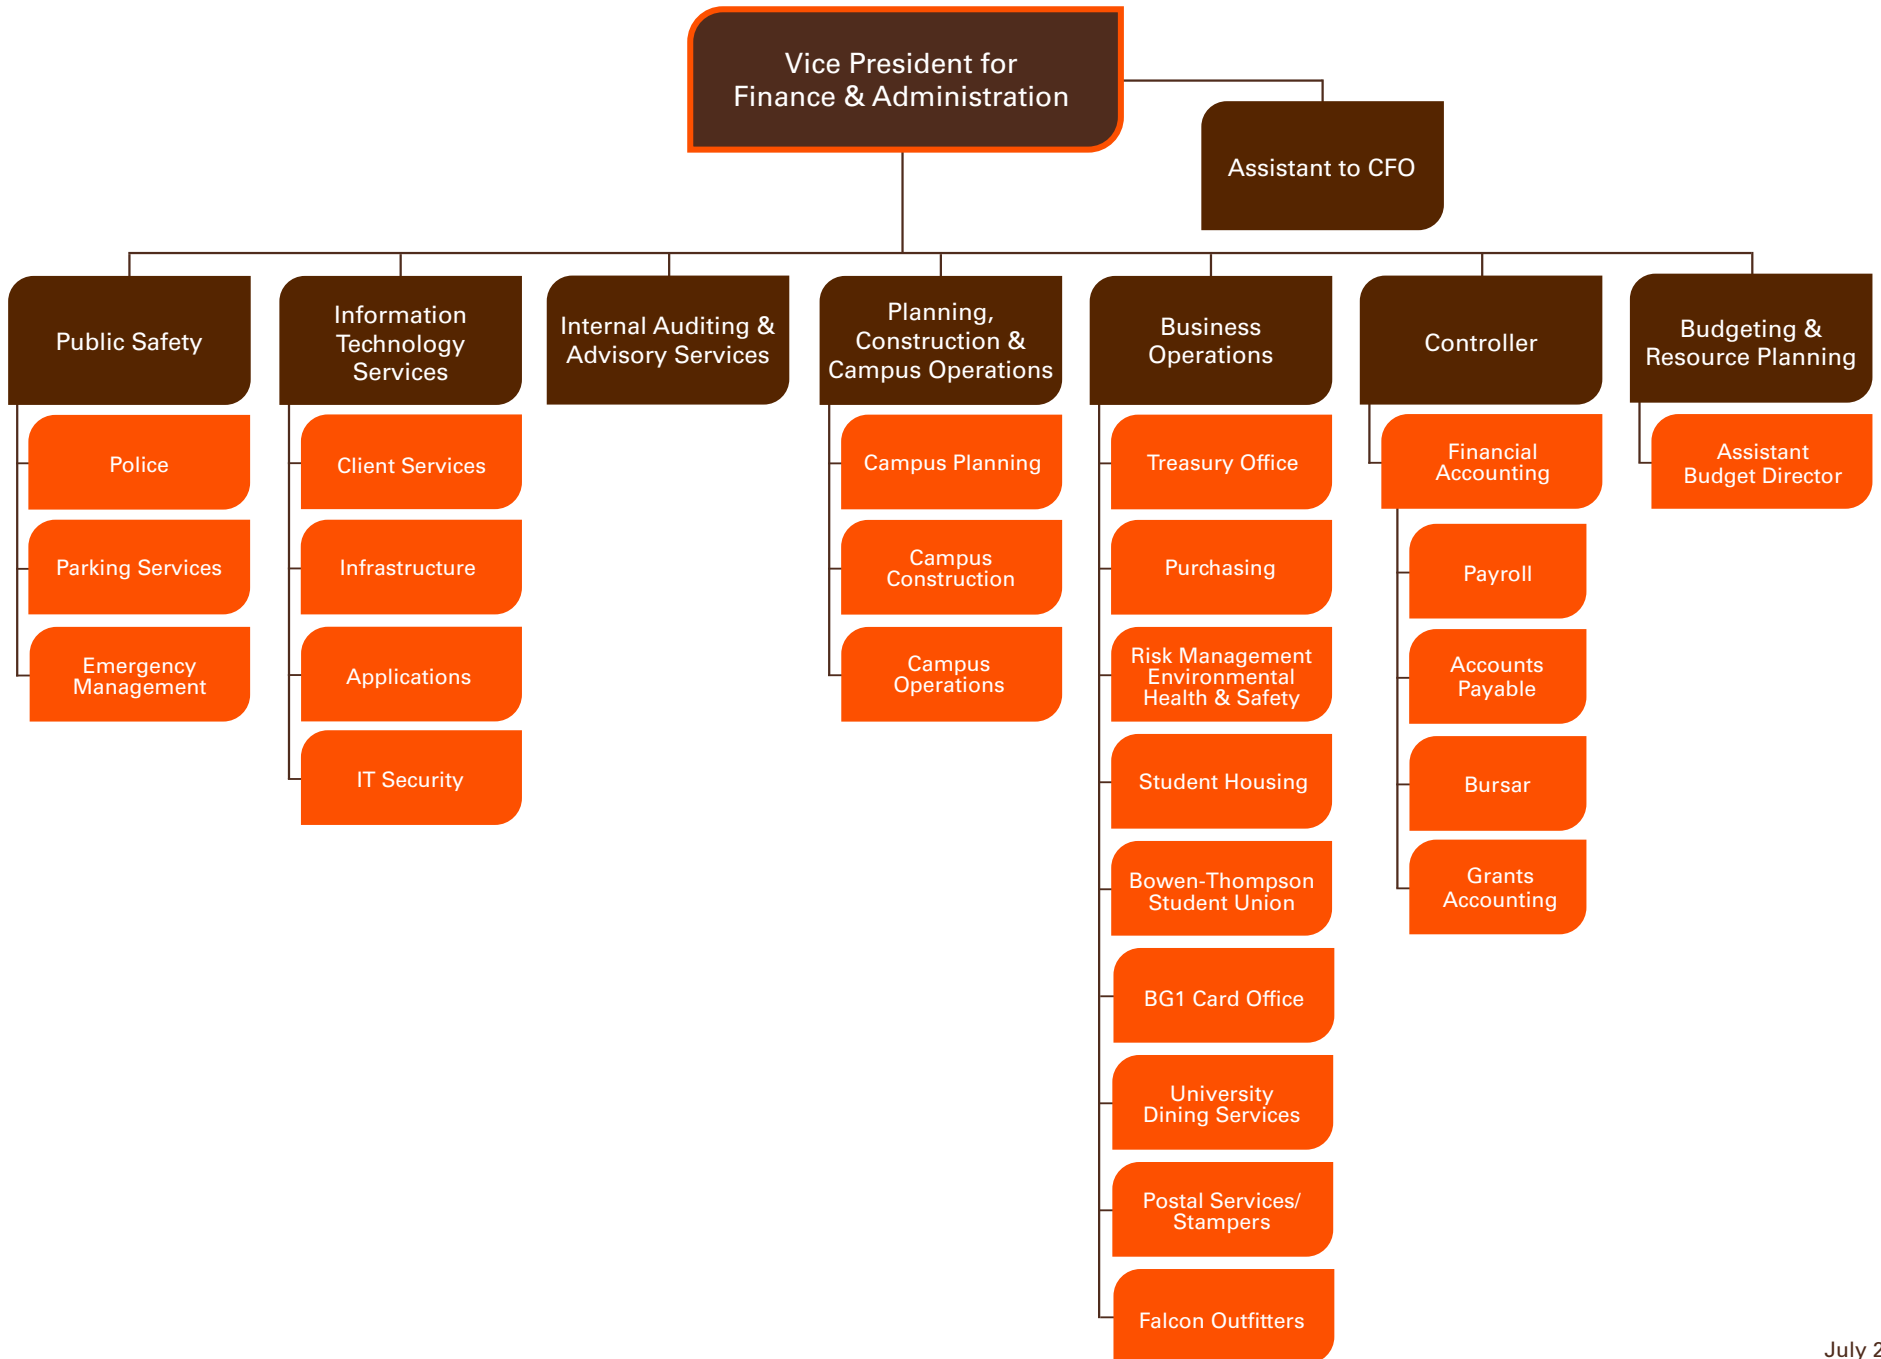 Vice President for
Finance & Administration
Assistant to CFO
Public Safety
Police
Parking Services
Emergency
Management
Information
Technology
Services
Client Services
Infrastructure
Applications
IT Security
Internal Auditing &
Advisory Services
Planning,
Construction &
Campus Operations
Campus Planning
Campus
Construction
Campus
Operations
Business
Operations
Treasury Office
Purchasing
Risk Management
Environmental
Health & Safety
Student Housing
Bowen-Thompson
Student Union
BG1 Card Office
University
Dining Services
Postal Services/
Stampers
Falcon Outfitters
Controller
Financial
Accounting
Payroll
Accounts
Payable
Bursar
Grants
Accounting
Budgeting &
Resource Planning
Assistant
Budget Director
July